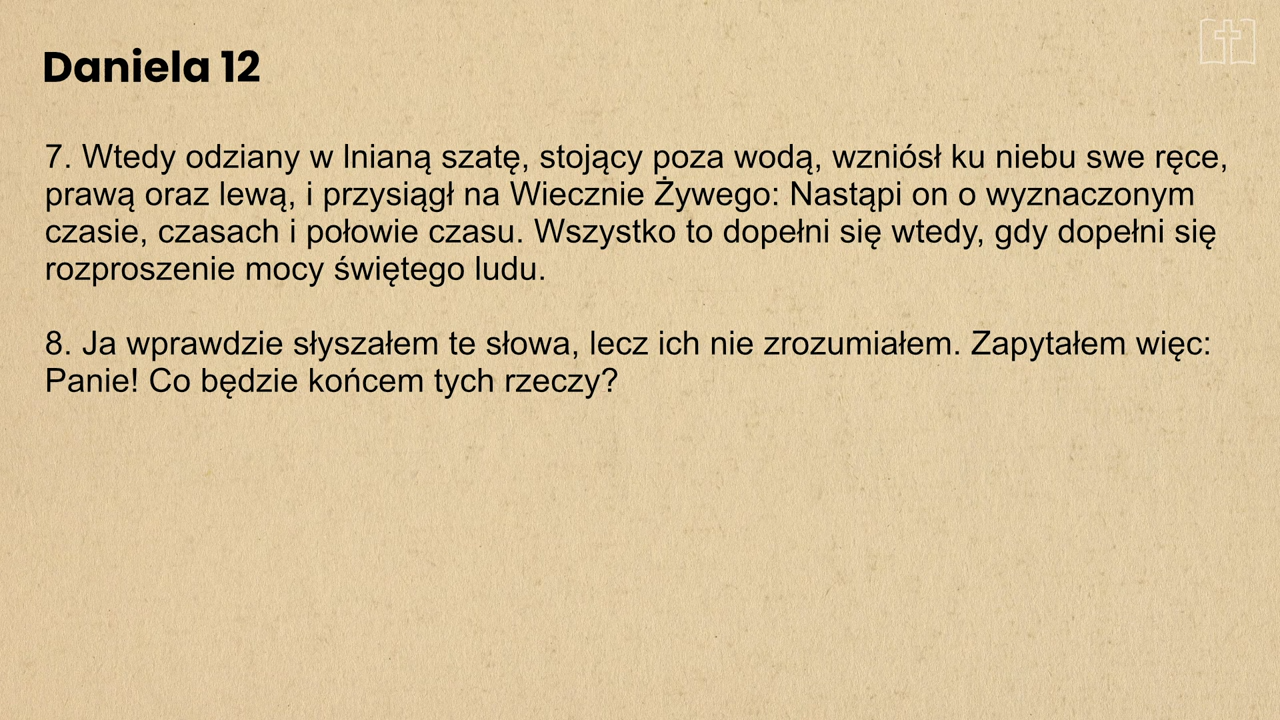 Daniela 12
7. Wtedy odziany w lnianą szatę, stojący poza wodą, wzniósł ku niebu swe ręce,
prawą oraz lewą, i przysiągł na Wiecznie Żywego: Nastąpi on o wyznaczonym
czasie, czasach i połowie czasu. Wszystko to dopełni się wtedy, gdy dopełni się
rozproszenie mocy świętego ludu.
8. Ja wprawdzie słyszałem te słowa, lecz ich nie zrozumiałem. Zapytałem więc:
Panie! Co będzie końcem tych rzeczy?